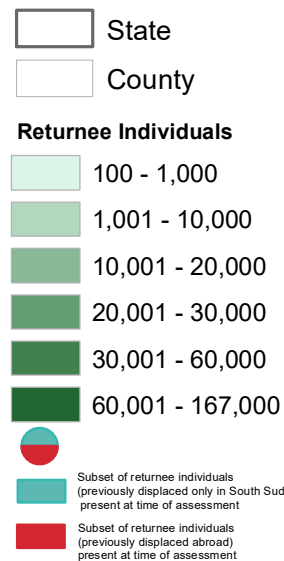 State
County
Returnee Individuals
100 - 1,000
1,001 - 10,000
10,001 - 20,000
20,001 - 30,000
30,001 - 60,000
60,001 - 167,000
Subset of returnee individuals
(previously displaced only in South Sud
present at time of assessment
Subset of returnee individuals
(previously displaced abroad)
present at time of assessment